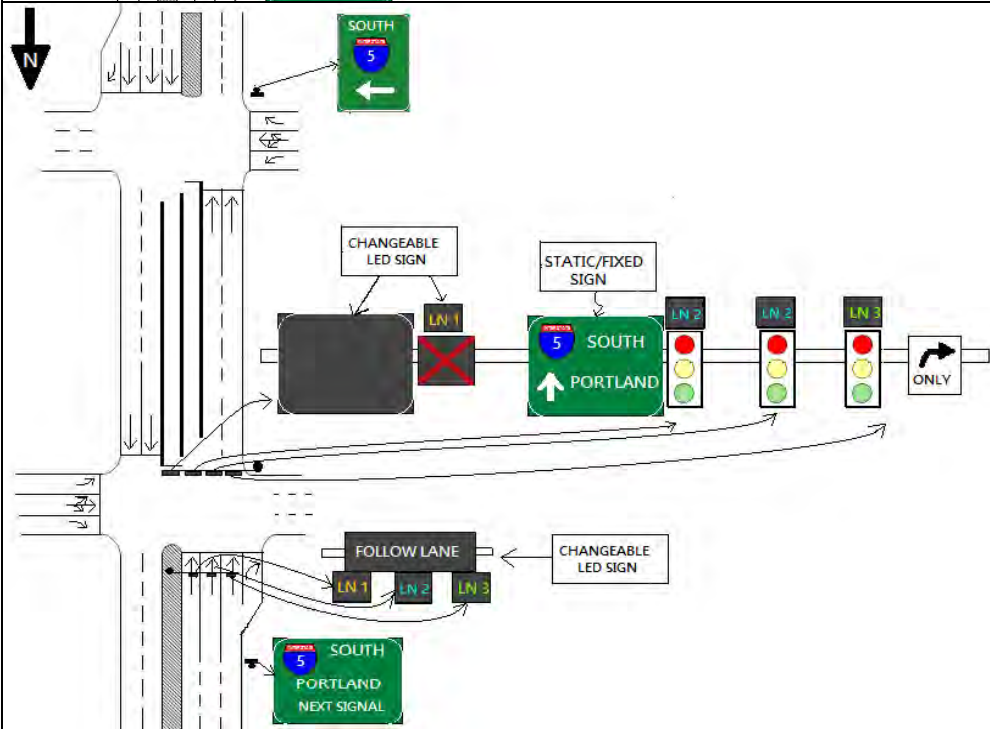 N
SOUTH
5
CHANGEABLE
LED SIGN
LN 1
STATIC/FIXED
SIGN
5 SOUTH
PORTLAND
LN 2
LN 2
LN 3
ONLY
FOLLOW LANE
LN 1
LN 2
LN 3
CHANGEABLE
LED SIGN
5 SOUTH
PORTLAND
NEXT SIGNAL